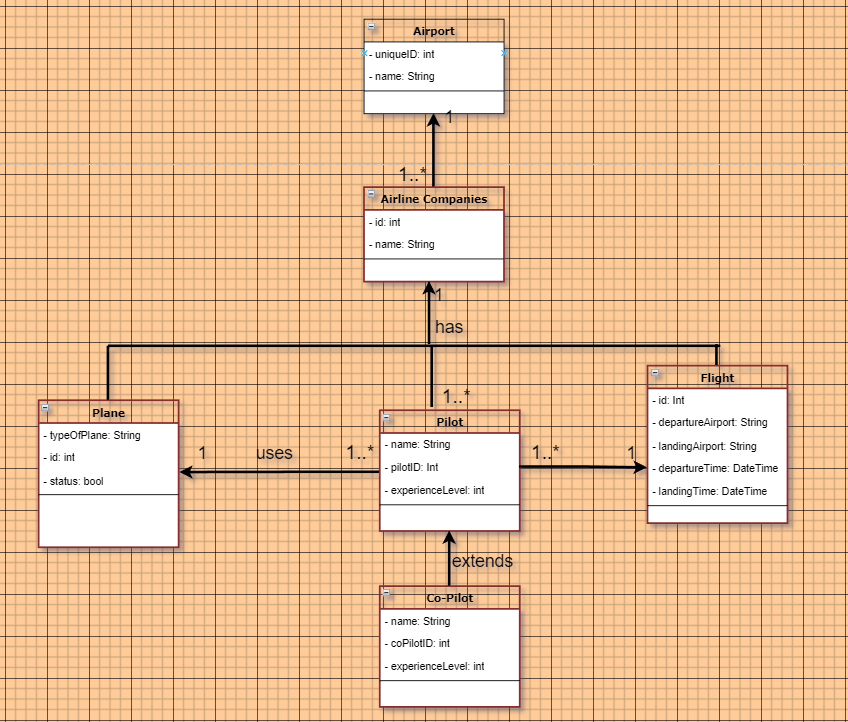 Airport
- uniqueID: int
- name: String
1
1..*
Airline Companies
- id: int
- name: String
1
has
1..*
Plane
- typeOfPlane: String
- id: int
- status: bool
1
uses
1..*
Pilot
- name: String
- pilotID: Int
- experienceLevel: int
1..*
1
Flight
- id: Int
- departureAirport: String
- landingAirport: String
- departureTime: DateTime
- landingTime: DateTime
extends
Co-Pilot
- name: String
- coPilotID: int
- experienceLevel: int